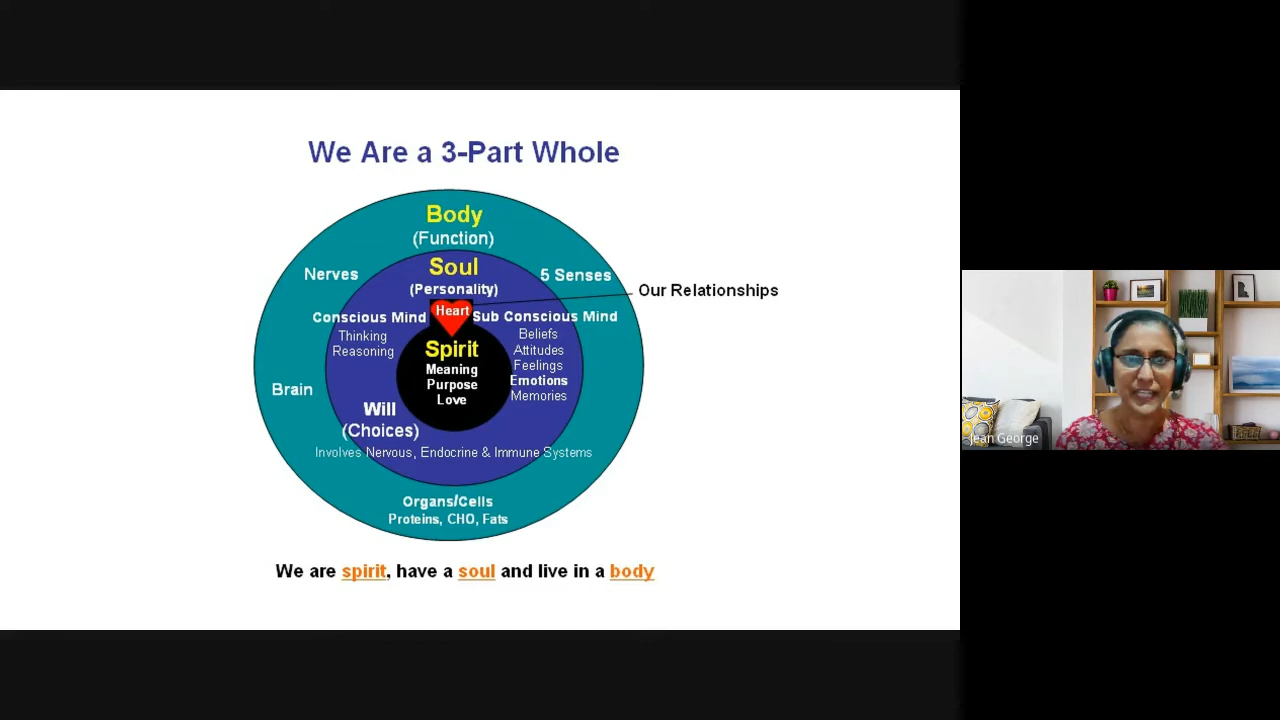 We Are a 3-Part Whole
Body
(Function)
Soul
(Personality)
Nerves
5 Senses
Our Relationships
Heart
Conscious Mind
Thinking
Reasoning
Sub Conscious Mind
Beliefs
Attitudes
Feelings
Emotions
Memories
Spirit
Meaning
Purpose
Love
Brain
Will
(Choices)
Involves Nervous, Endocrine & Immune Systems
Organs/Cells
Proteins, CHO, Fats
We are spirit, have a soul and live in a body
Jean George